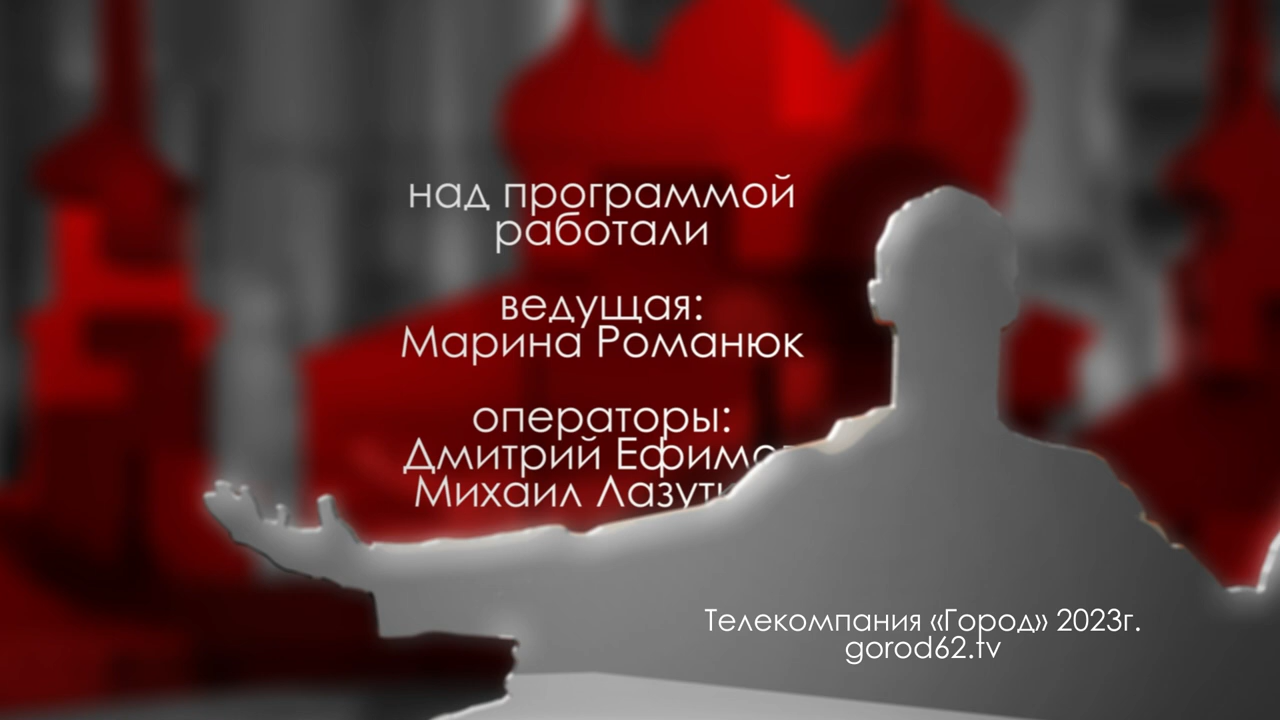 над программой
работали
ведущая:
Марина Романюк
операторы:
Дмитрий
Михаил
Телекомпания «Город» 2023г.
gorod62.tv